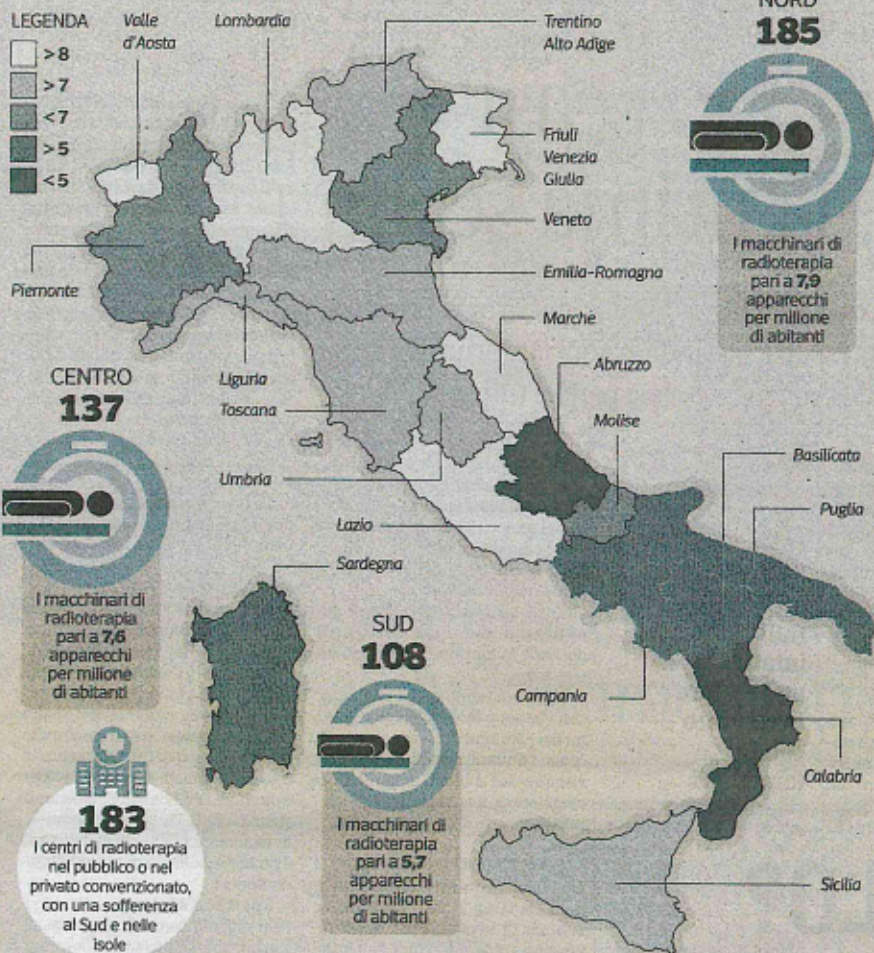 LEGENDA
>8
>7
<7
>5
<5
Valle
d'Aosta
Lombardia
Trentino
Alto Adige
NORD
185
I macchinari di
radioterapia
pari a 7,9
apparecchi
per milione
di abitanti
Friuli
Venezia
Giulia
Veneto
Piemonte
Emilia-Romagna
Marche
Abruzzo
Molise
Basilicata
Puglia
CENTRO
137
I macchinari di
radioterapia
pari a 7,6
apparecchi
per milione
di abitanti
Liguria
Toscana
Umbria
Lazio
Sardegna
SUD
108
I macchinari di
radioterapia
pari a 5,7
apparecchi
per milione
di abitanti
Campania
Calabria
Sicilia
183
I centri di radioterapia
nel pubblico o nel
privato convenzionato,
con una sofferenza
al Sud e nelle
isole